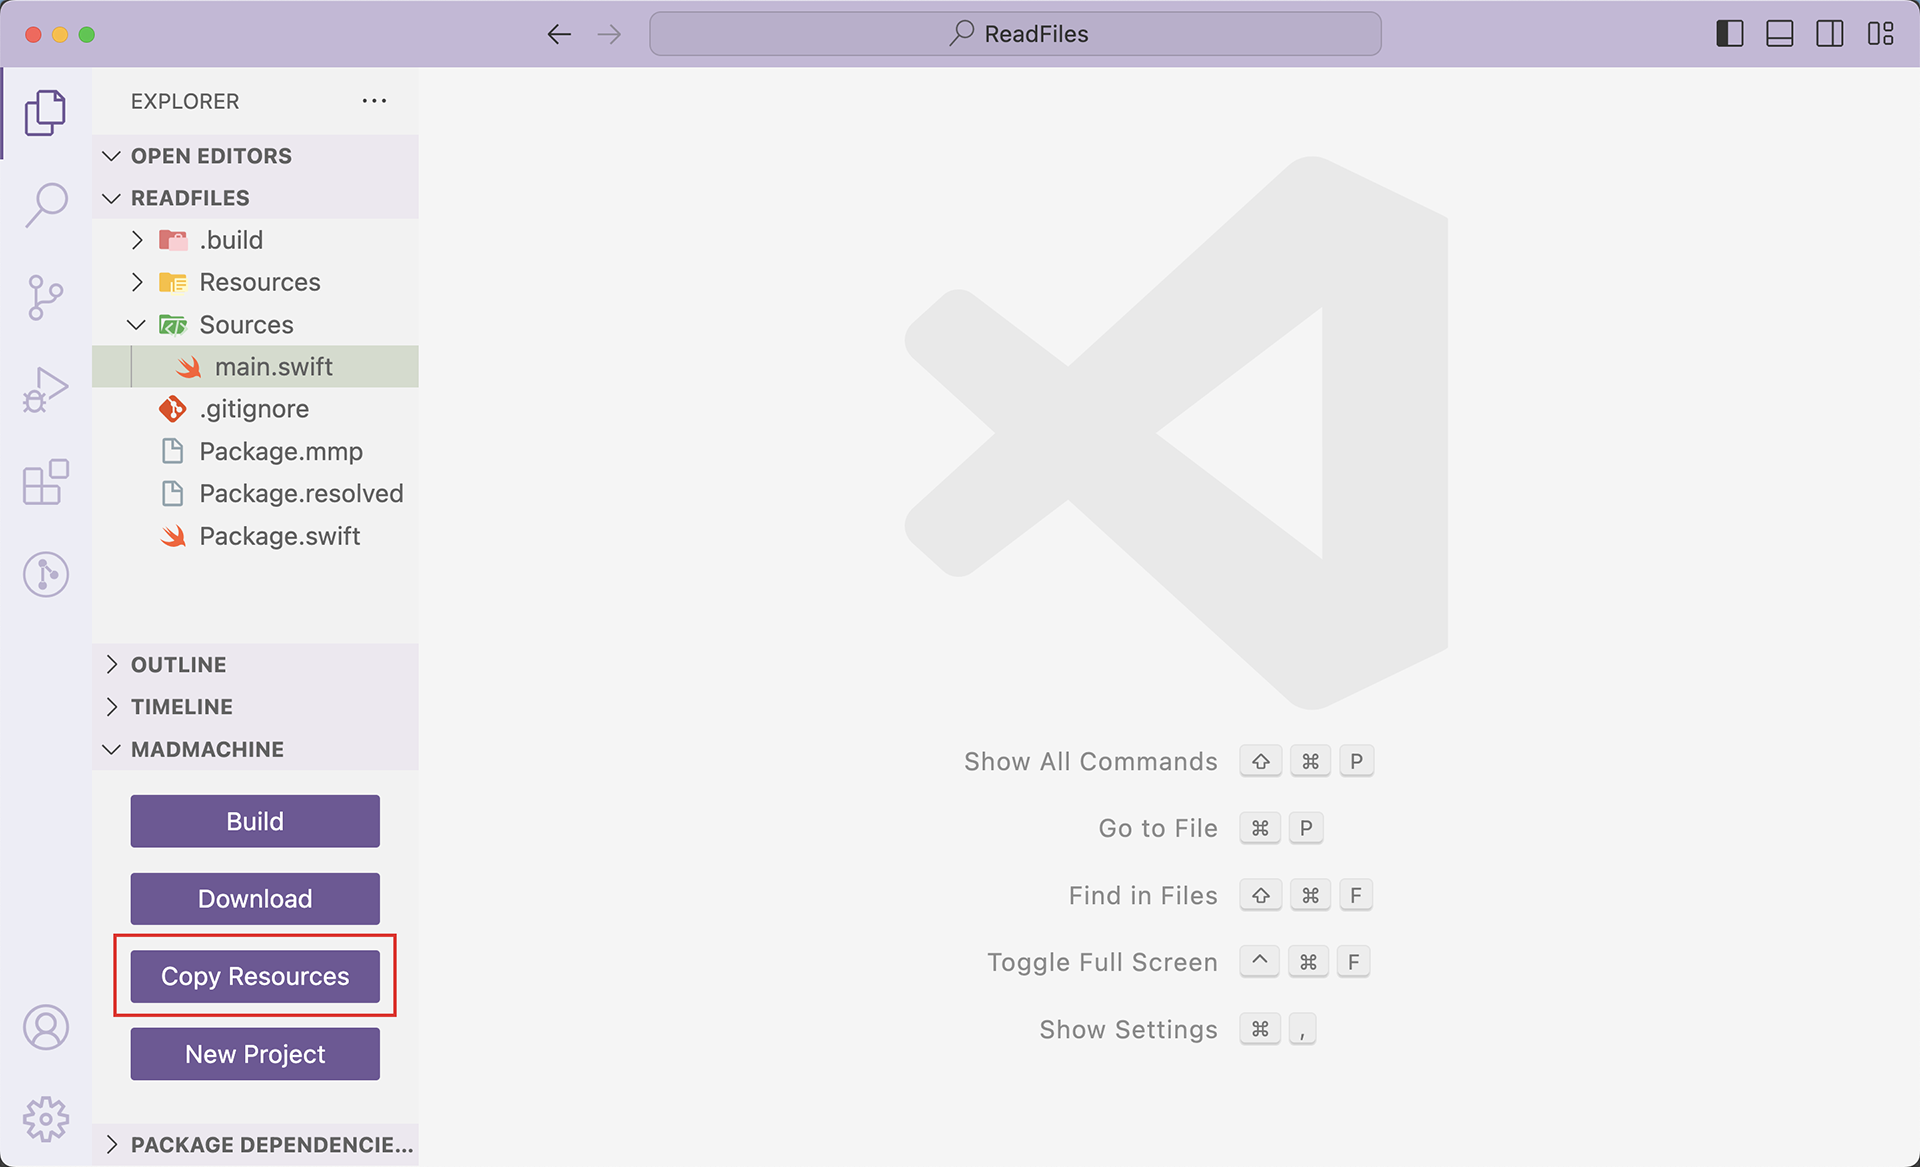 ReadFiles
EXPLORER
OPEN EDITORS
READFILES
.build
Resources
Sources
main.swift
.gitignore
Package.mmp
Package.resolved
Package.swift
OUTLINE
TIMELINE
MADMACHINE
Build
Download
Copy Resources
New Project
PACKAGE DEPENDENCIE...
Show All Commands ⇧ ⌘ P
Go to File ⌘ P
Find in Files ⇧ ⌘ F
Toggle Full Screen ^ ⌘ F
Show Settings ⌘ ,